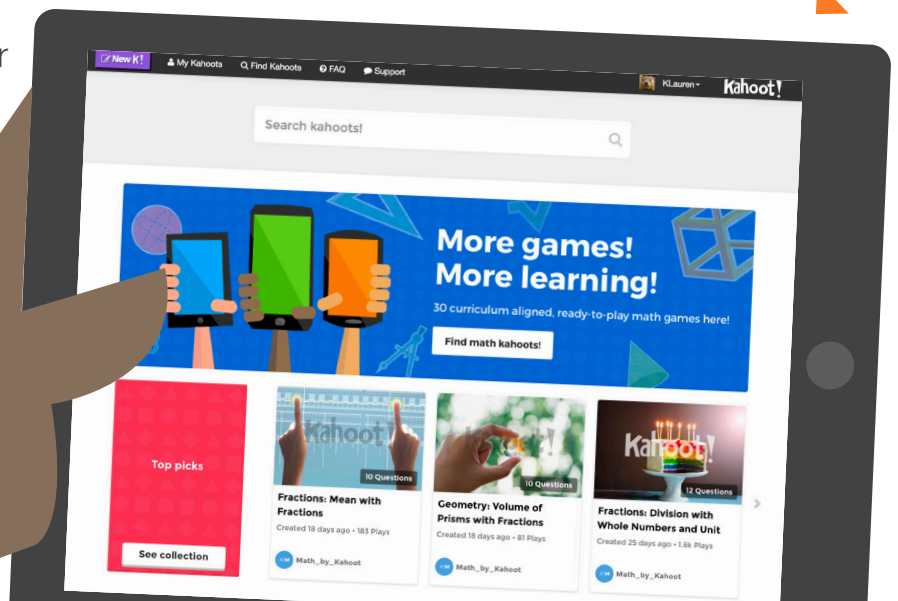 r
New K!
My Kahoots
Find Kahoots
FAQ
Support
KLauren
Kahoot!
Search kahoots!
More games!
More learning!
30 curriculum aligned, ready-to-play math games here!
Find math kahoots!
Top picks
See collection
Kahoot!
10 Questions
Fractions: Mean with
Fractions
Created 18 days ago • 183 Plays
Math_by_Kahoot
Kahoot!
10 Questions
Geometry: Volume of
Prisms with Fractions
Created 18 days ago • 81 Plays
Math_by_Kahoot
Kahoot!
12 Questions
Fractions: Division with
Whole Numbers and Unit
Created 25 days ago • 1.6k Plays
Math_by_Kahoot